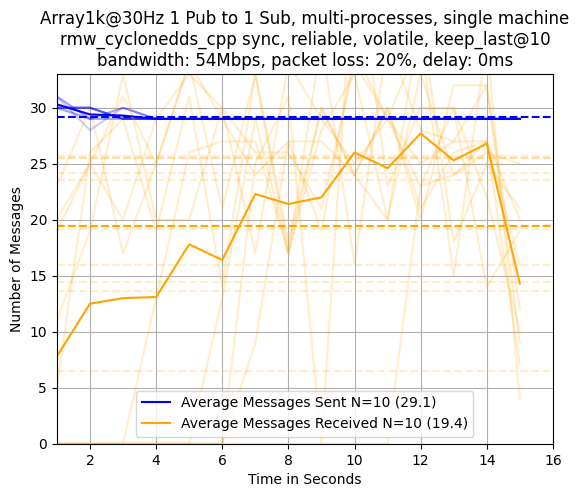 Array1k@30Hz 1 Pub to 1 Sub, multi-processes, single machine
rmw_cyclonedds_cpp sync, reliable, volatile, keep_last@10
bandwidth: 54Mbps, packet loss: 20%, delay: 0ms
Number of Messages
30
25
20
15
10
5
0
2
4
6
8
10
12
14
16
Average Messages Sent N=10 (29.1)
Average Messages Received N=10 (19.4)
Time in Seconds